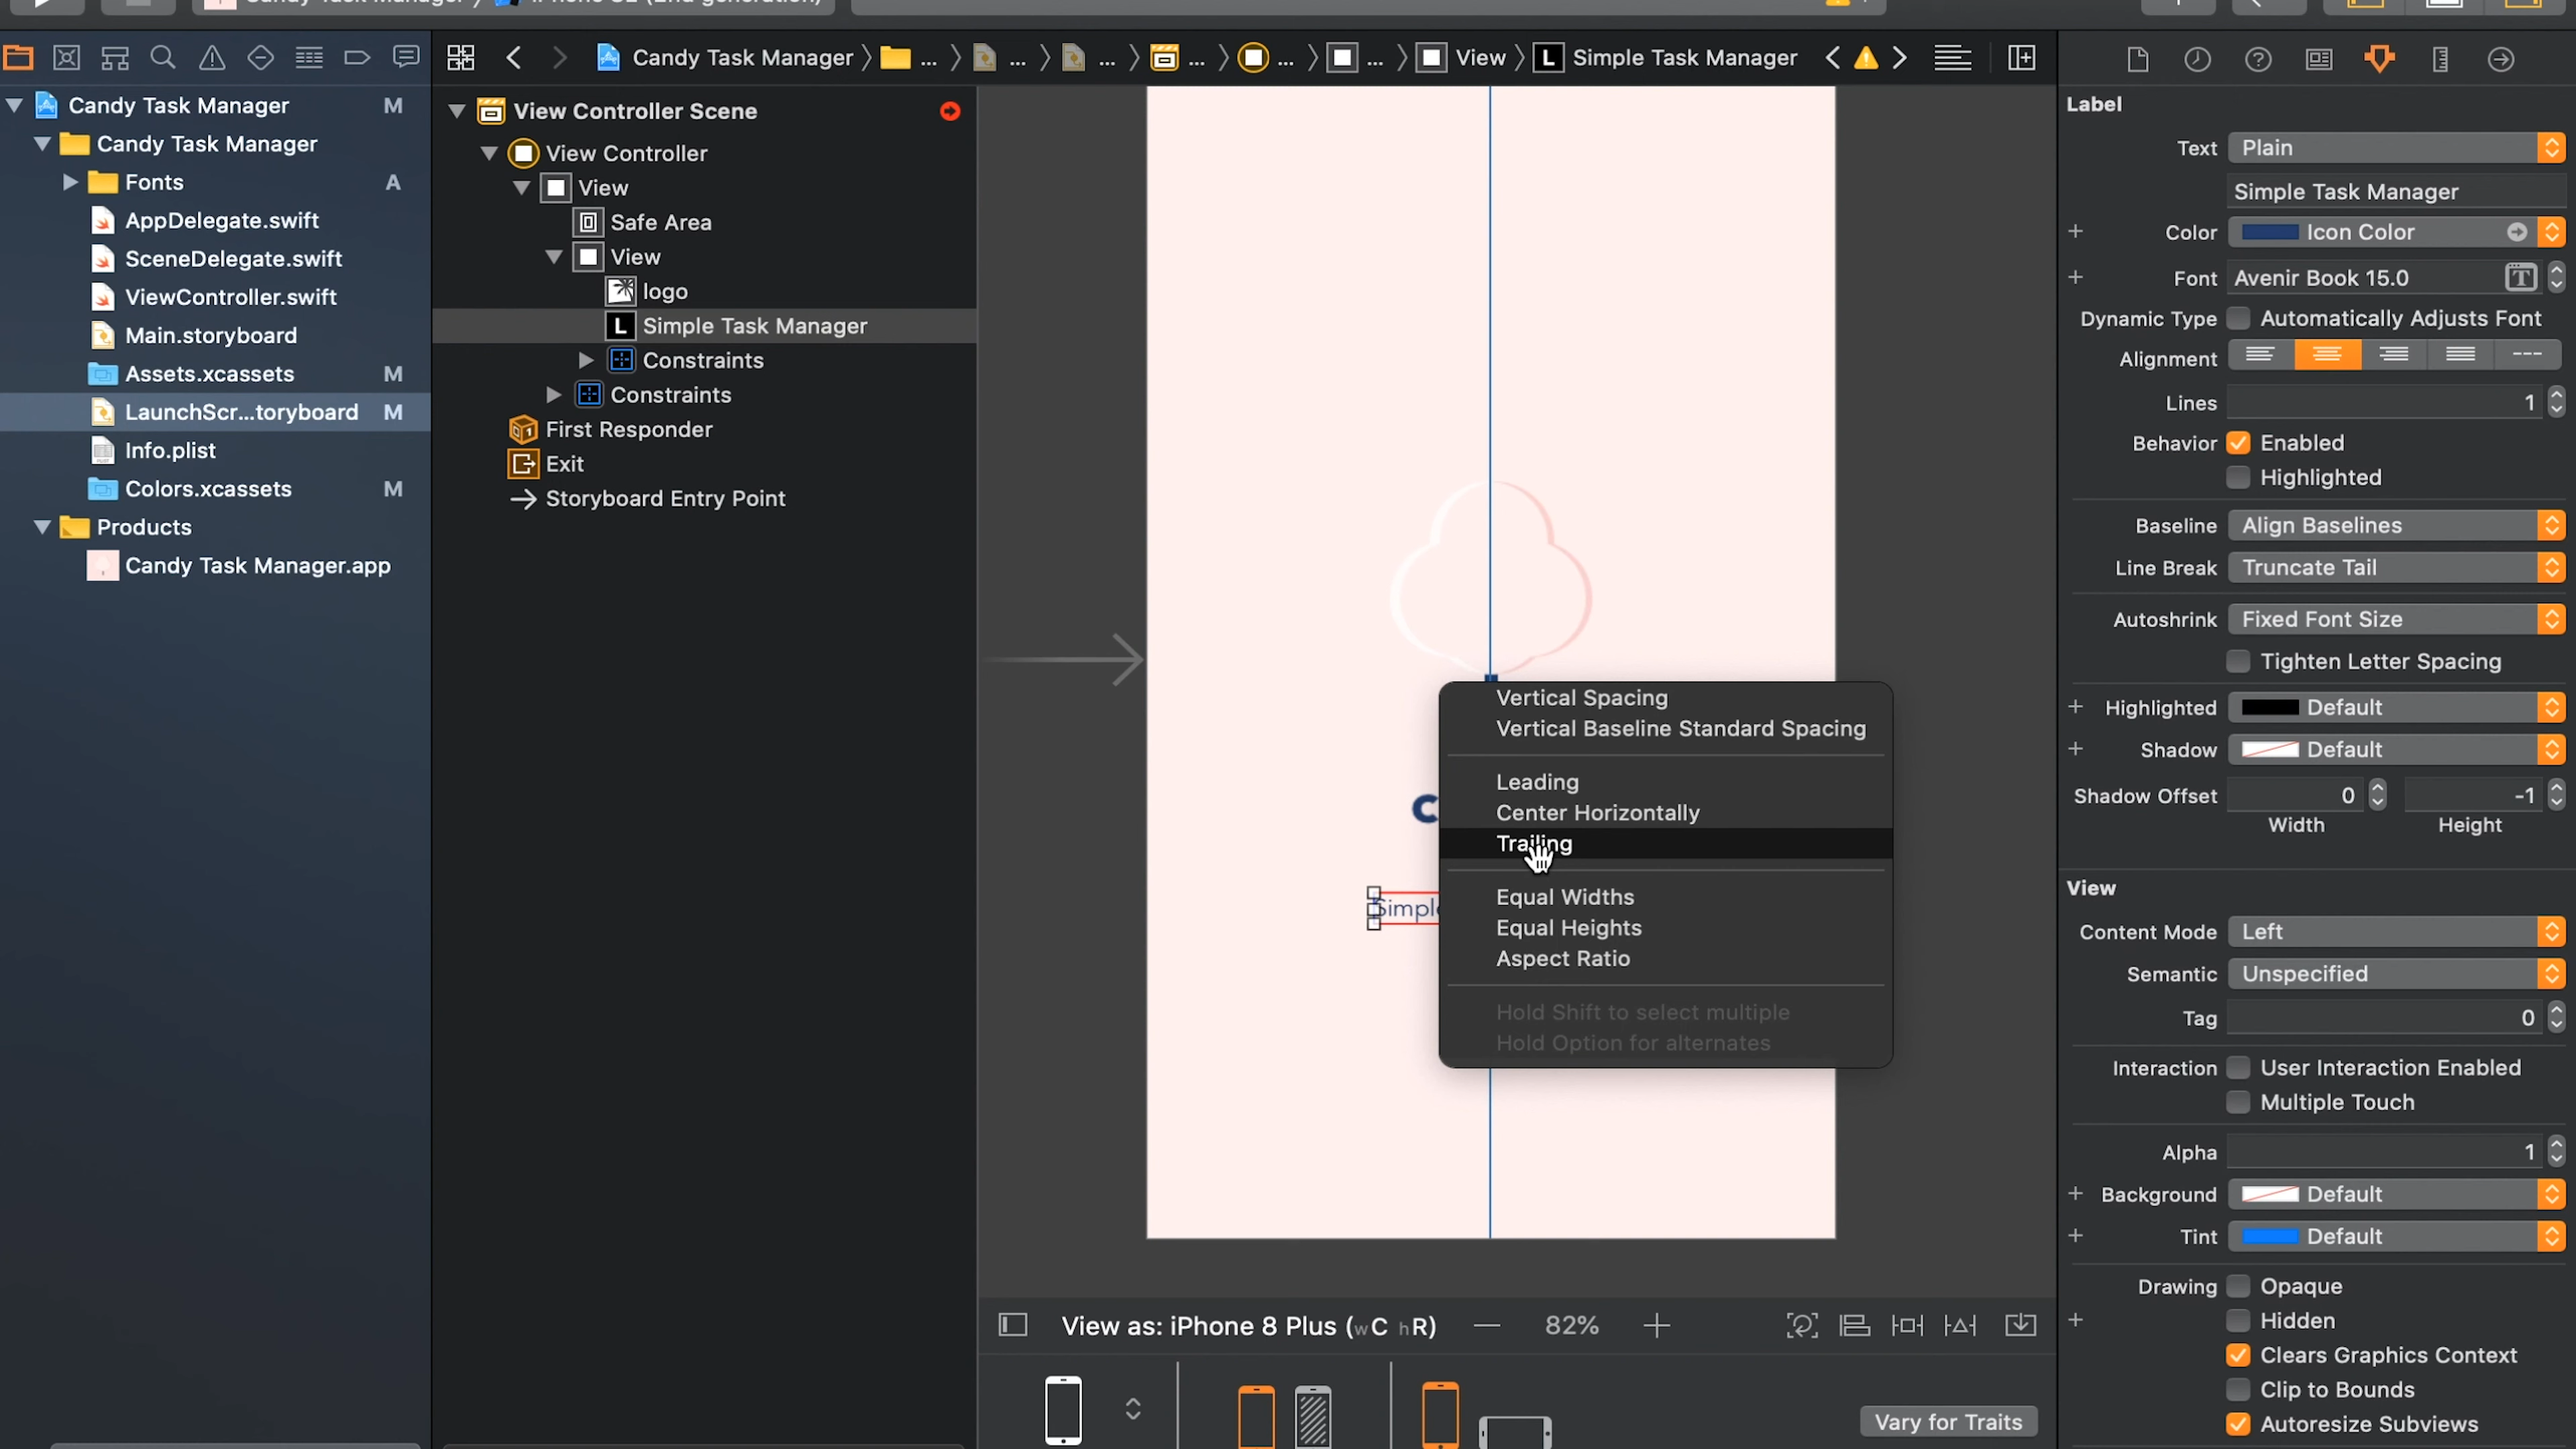 Candy Task Manager
...
...
...
...
...
...
View
L Simple Task Manager
Candy Task Manager M
Candy Task Manager
Fonts A
AppDelegate.swift
SceneDelegate.swift
ViewController.swift
Main.storyboard
Assets.xcassets M
LaunchScr...toryboard M
Info.plist
Colors.xcassets M
Products
Candy Task Manager.app
View Controller Scene
View Controller
View
Safe Area
View
logo
L Simple Task Manager
Constraints
Constraints
First Responder
Exit
Storyboard Entry Point
C
Simple
Vertical Spacing
Vertical Baseline Standard Spacing
Leading
Center Horizontally
Trailing
Equal Widths
Equal Heights
Aspect Ratio
Hold Shift to select multiple
Hold Option for alternates
View as: iPhone 8 Plus (wC hR)
82%
Vary for Traits
Label
Text Plain
Simple Task Manager
Color Icon Color
Font Avenir Book 15.0 T
Dynamic Type Automatically Adjusts Font
Alignment
Lines 1
Behavior Enabled
Highlighted
Baseline Align Baselines
Line Break Truncate Tail
Autoshrink Fixed Font Size
Tighten Letter Spacing
Highlighted Default
Shadow Default
Shadow Offset 0 -1
Width Height
View
Content Mode Left
Semantic Unspecified
Tag 0
Interaction User Interaction Enabled
Multiple Touch
Alpha 1
Background Default
Tint Default
Drawing Opaque
Hidden
Clears Graphics Context
Clip to Bounds
Autoresize Subviews